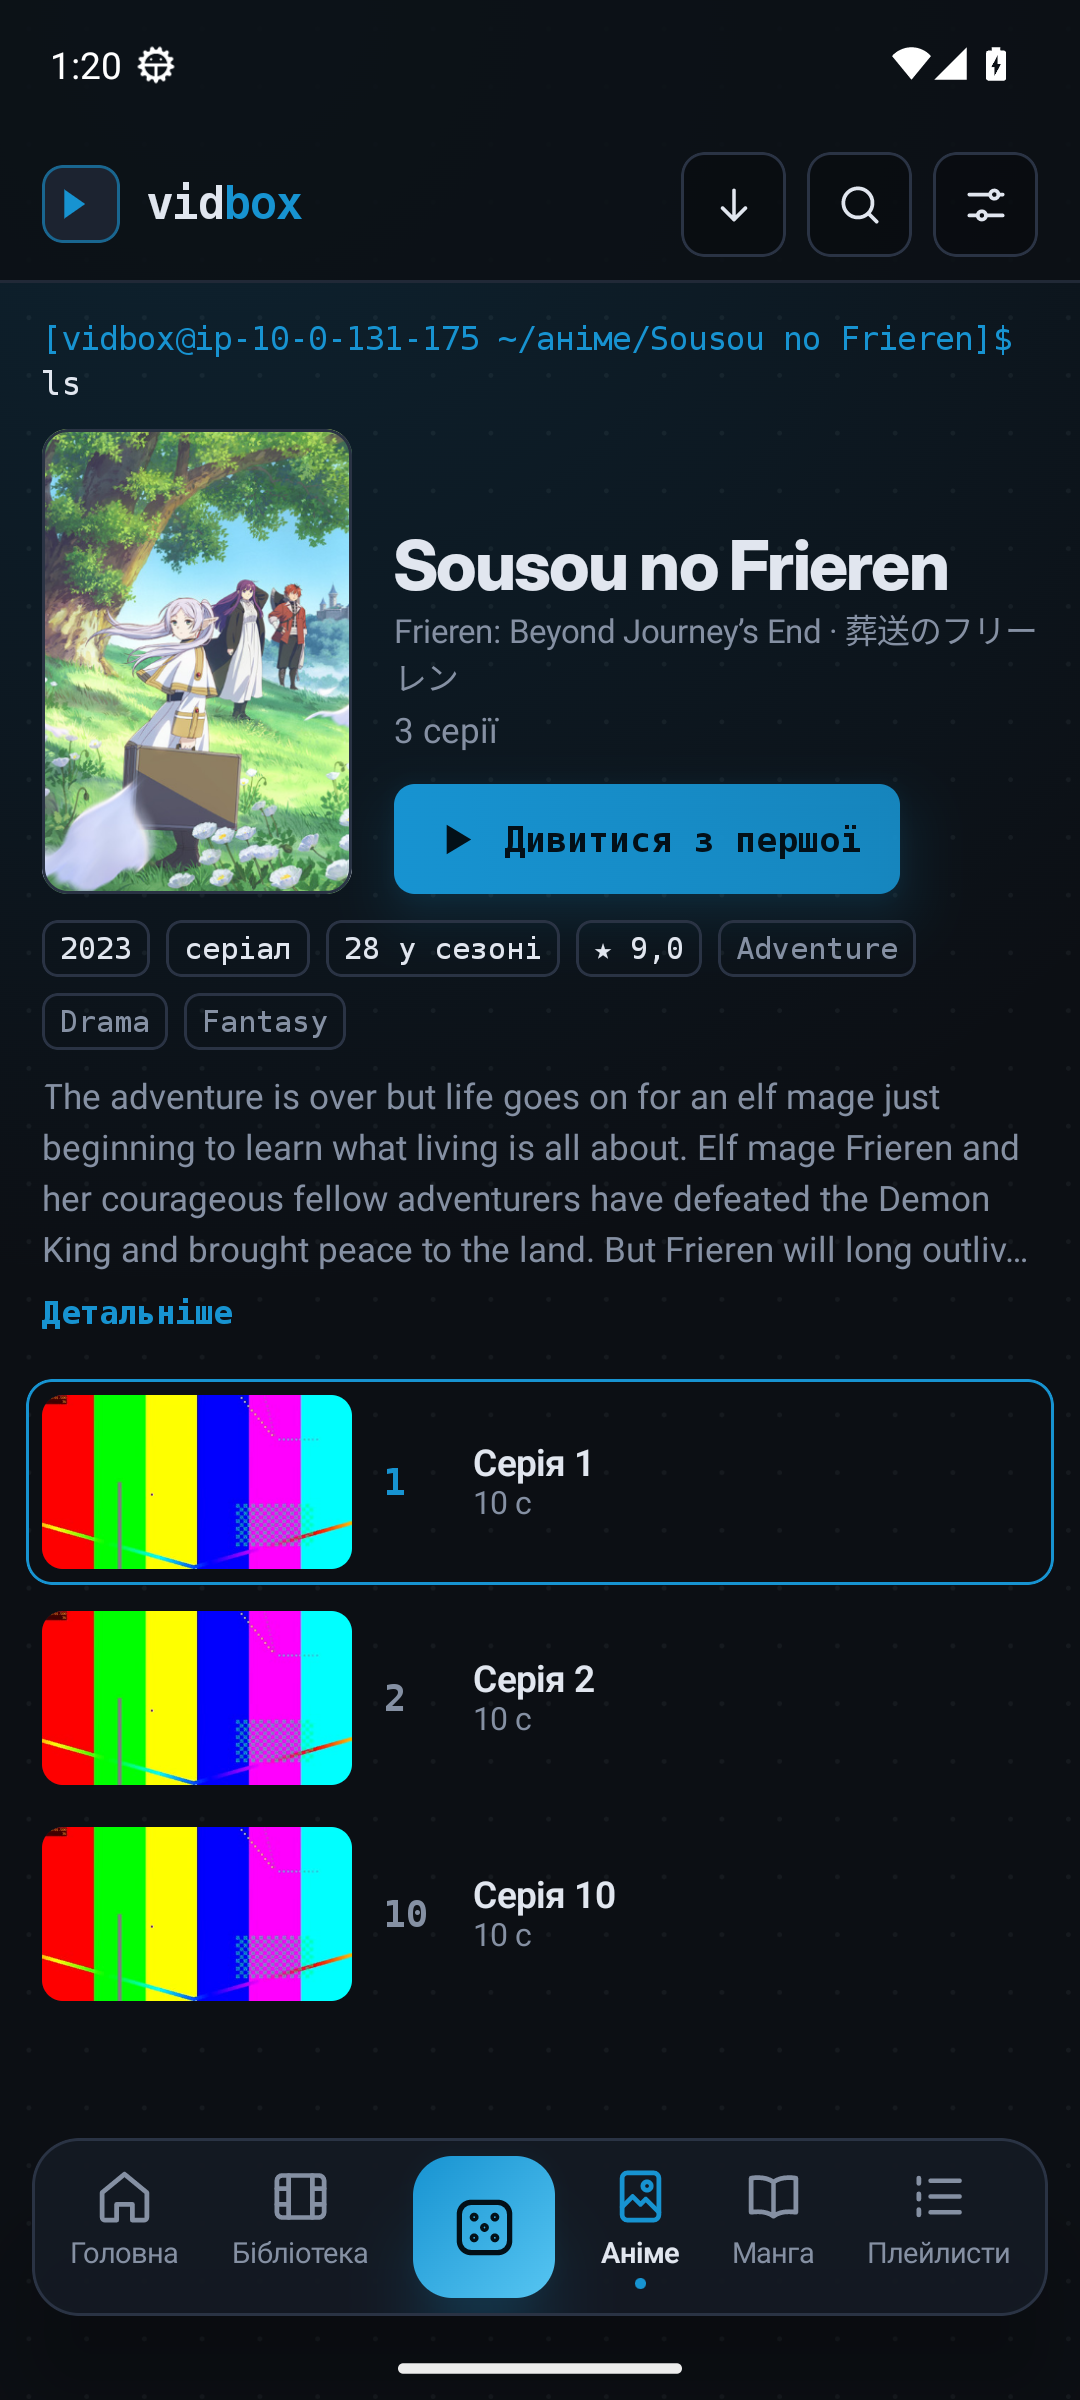 1:20
vidbox
[vidbox@ip-10-0-131-175 ~/аніме/Sousou no Frieren]$
ls
Sousou no Frieren
Frieren: Beyond Journey’s End · 葬送のフリー
レン
3 серії
Дивитися з першої
2023 серіал 28 у сезоні ★ 9,0 Adventure
Drama Fantasy
The adventure is over but life goes on for an elf mage just
beginning to learn what living is all about. Elf mage Frieren and
her courageous fellow adventurers have defeated the Demon
King and brought peace to the land. But Frieren will long outliv…
Детальніше
1 Серія 1
10 с
2 Серія 2
10 с
10 Серія 10
10 с
Головна Бібліотека Аніме Манга Плейлисти